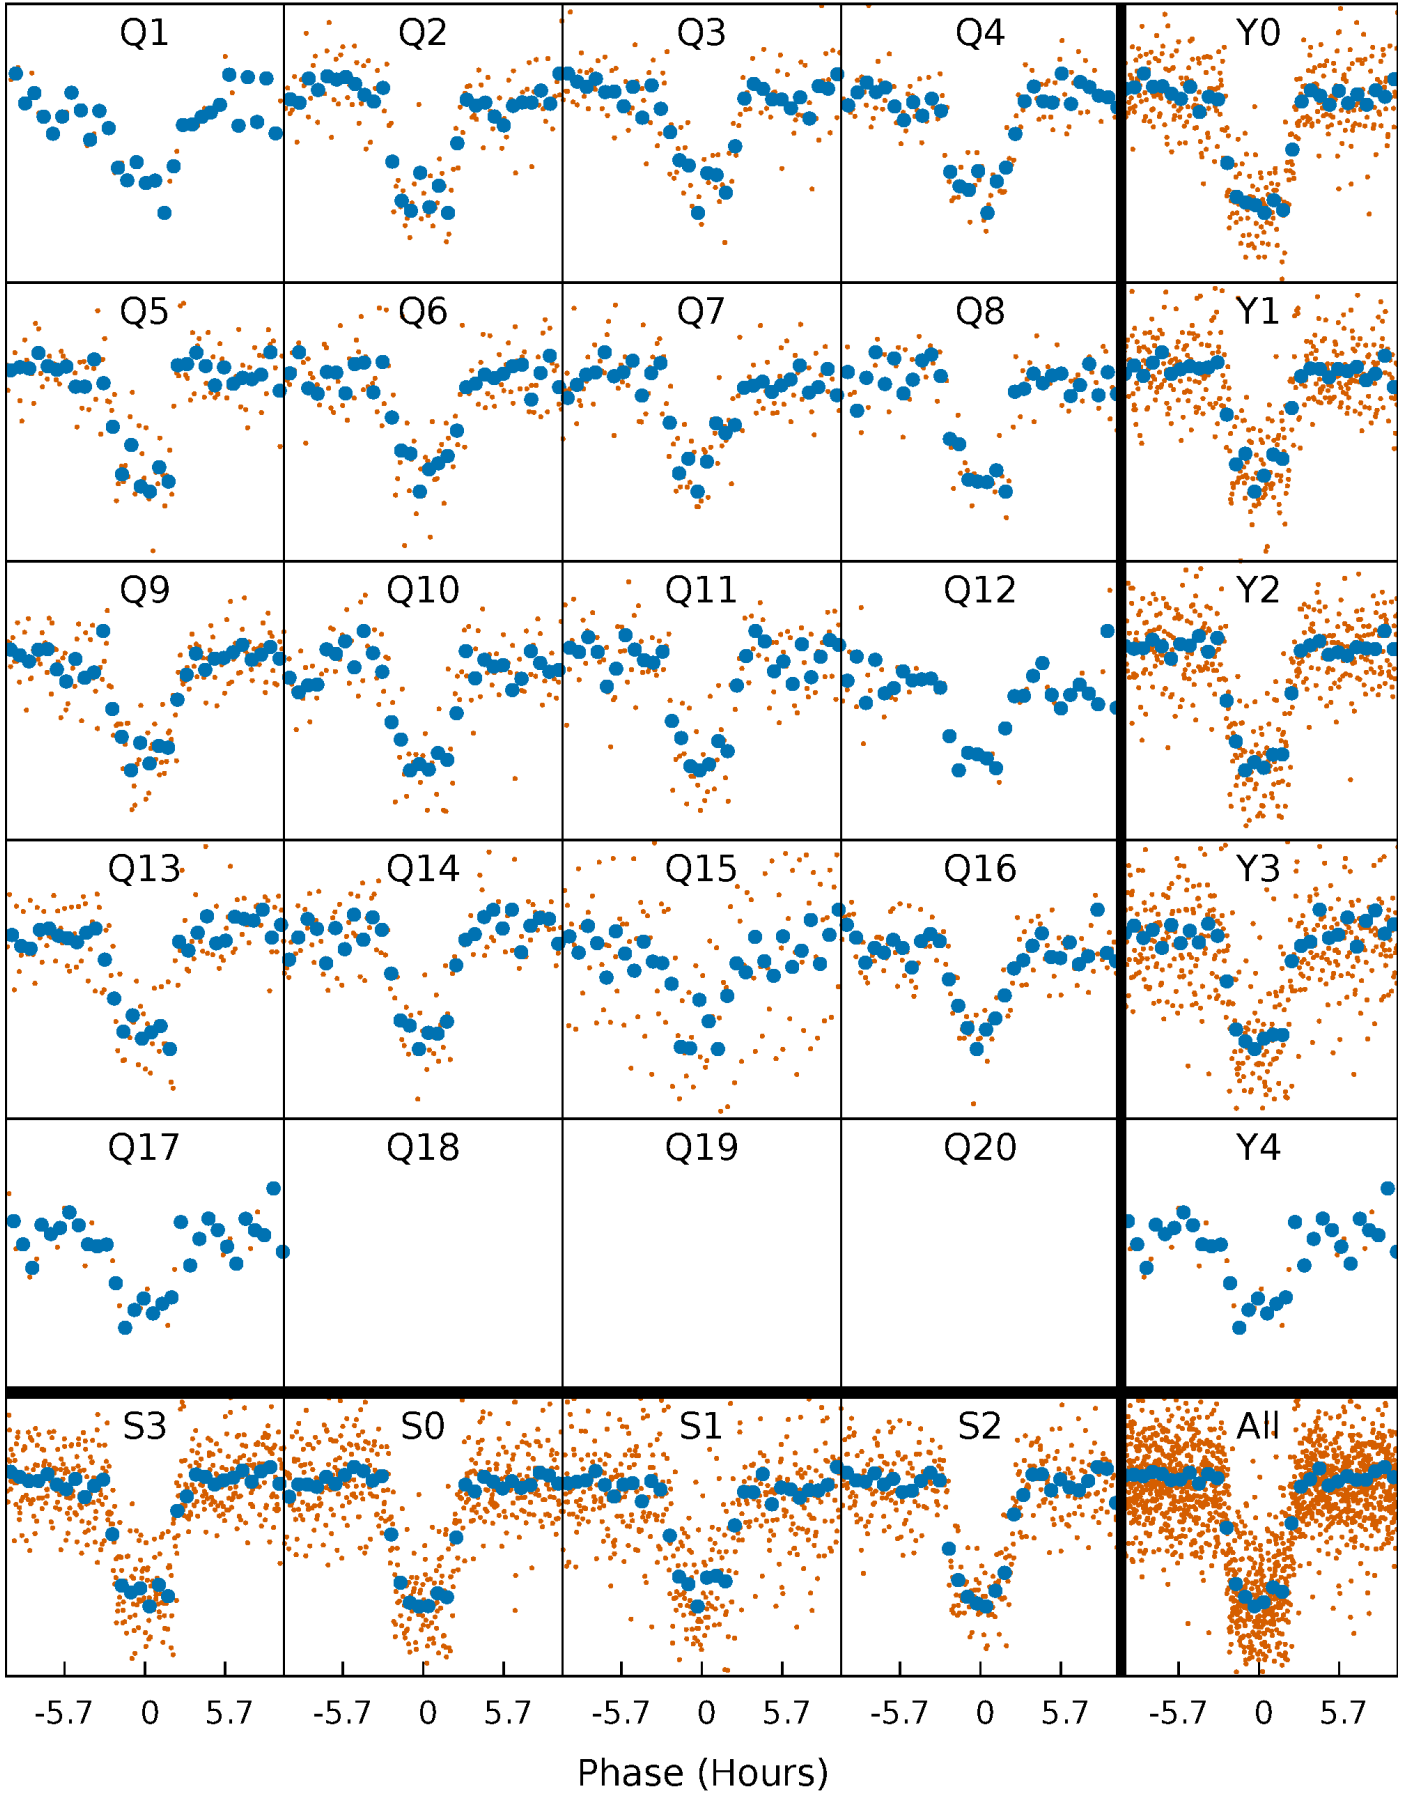 Q1 Q2 Q3 Q4 Y0
Q5 Q6 Q7 Q8 Y1
Q9 Q10 Q11 Q12 Y2
Q13 Q14 Q15 Q16 Y3
Q17 Q18 Q19 Q20 Y4
S3 S0 S1 S2 All
-5.7 0 5.7 -5.7 0 5.7 -5.7 0 5.7 -5.7 0 5.7 -5.7 0 5.7
Phase (Hours)